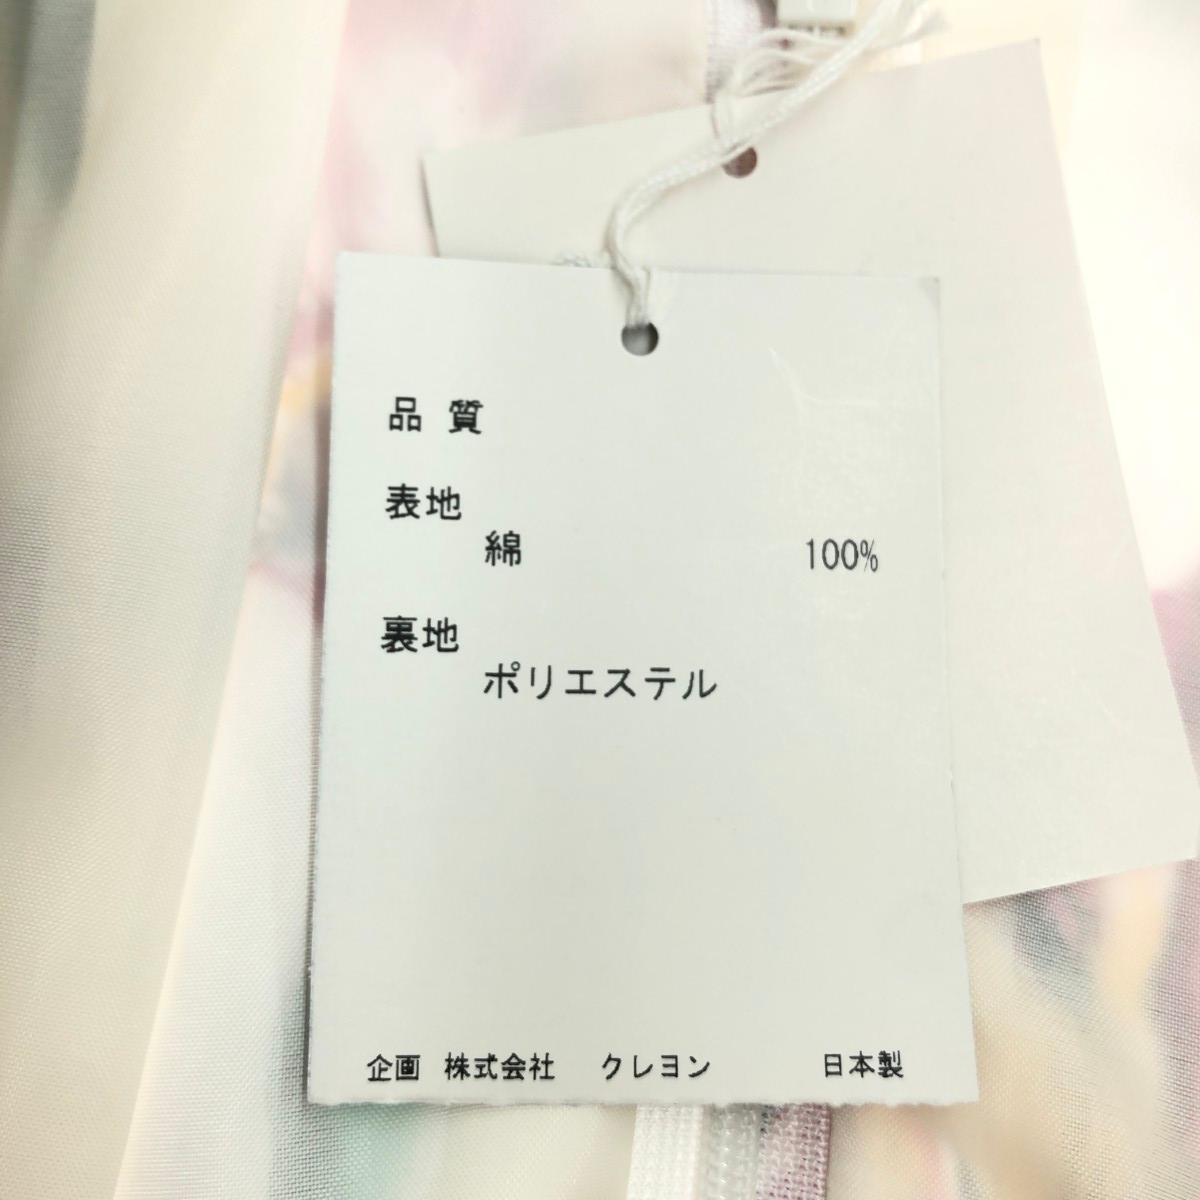 品 質
表地
綿 100%
裏地
ポリエステル
企画 株式会社 クレヨン 日本製